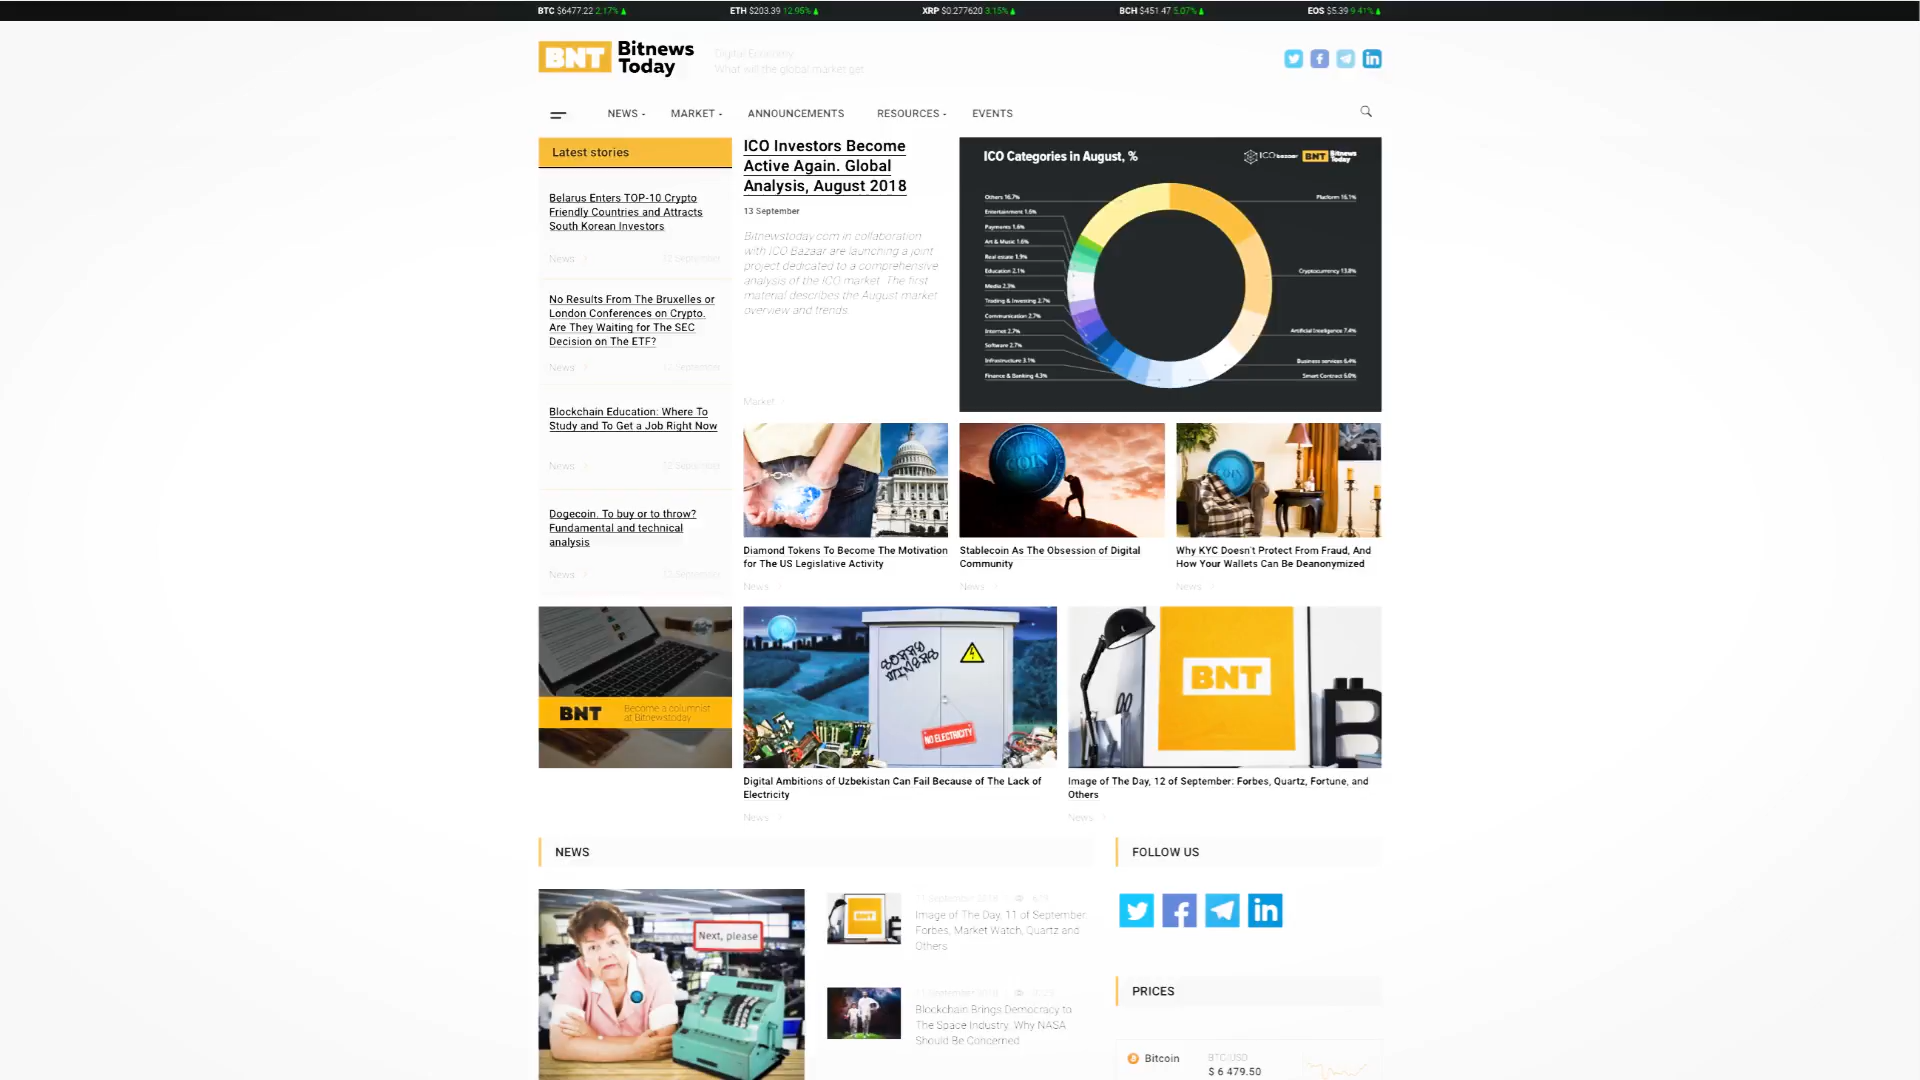 BTC $6477.22 2.17%
ETH $203.39 12.95%
XRP $0.277620 3.15%
BCH $451.47 5.07%
EOS $5.39 9.41%
BNT Bitnews
Today
Digital Economy:
What will the global market get
NEWS
MARKET
ANNOUNCEMENTS
RESOURCES
EVENTS
Latest stories
Belarus Enters TOP-10 Crypto
Friendly Countries and Attracts
South Korean Investors
News
12 September
No Results From The Bruxelles or
London Conferences on Crypto.
Are They Waiting for The SEC
Decision on The ETF?
News
12 September
Blockchain Education: Where To
Study and To Get a Job Right Now
News
12 September
Dogecoin. To buy or to throw?
Fundamental and technical
analysis
News
12 September
ICO Investors Become
Active Again. Global
Analysis, August 2018
13 September
Bitnewstoday.com in collaboration
with ICO Bazaar are launching a joint
project dedicated to a comprehensive
analysis of the ICO market. The first
material describes the August market
overview and trends.
Market
ICO Categories in August, %
ICO bazaar
BNT Bitnews
Today
Others 16.7%
Entertainment 1.6%
Payments 1.6%
Art & Music 1.6%
Real estate 1.9%
Education 2.1%
Media 2.3%
Trading & Investing 2.7%
Communication 2.7%
Internet 2.7%
Software 2.7%
Infrastructure 3.1%
Finance & Banking 4.3%
Platform 16.1%
Cryptocurrency 13.8%
Artificial Intelligence 7.4%
Business services 6.4%
Smart Contract 6.0%
COIN
Diamond Tokens To Become The Motivation
for The US Legislative Activity
News
Stablecoin As The Obsession of Digital
Community
News
Why KYC Doesn't Protect From Fraud, And
How Your Wallets Can Be Deanonymized
News
BNT
Become a columnist
at Bitnewstoday
SORRY
MINERS
NO ELECTRICITY
BNT
B
Digital Ambitions of Uzbekistan Can Fail Because of The Lack of
Electricity
News
Image of The Day, 12 of September: Forbes, Quartz, Fortune, and
Others
News
NEWS
Next, please
BNT
Image of The Day, 11 of September:
Forbes, Market Watch, Quartz and
Others
Blockchain Brings Democracy to
The Space Industry. Why NASA
Should Be Concerned
FOLLOW US
PRICES
Bitcoin
BTC/USD
$ 6 479.50